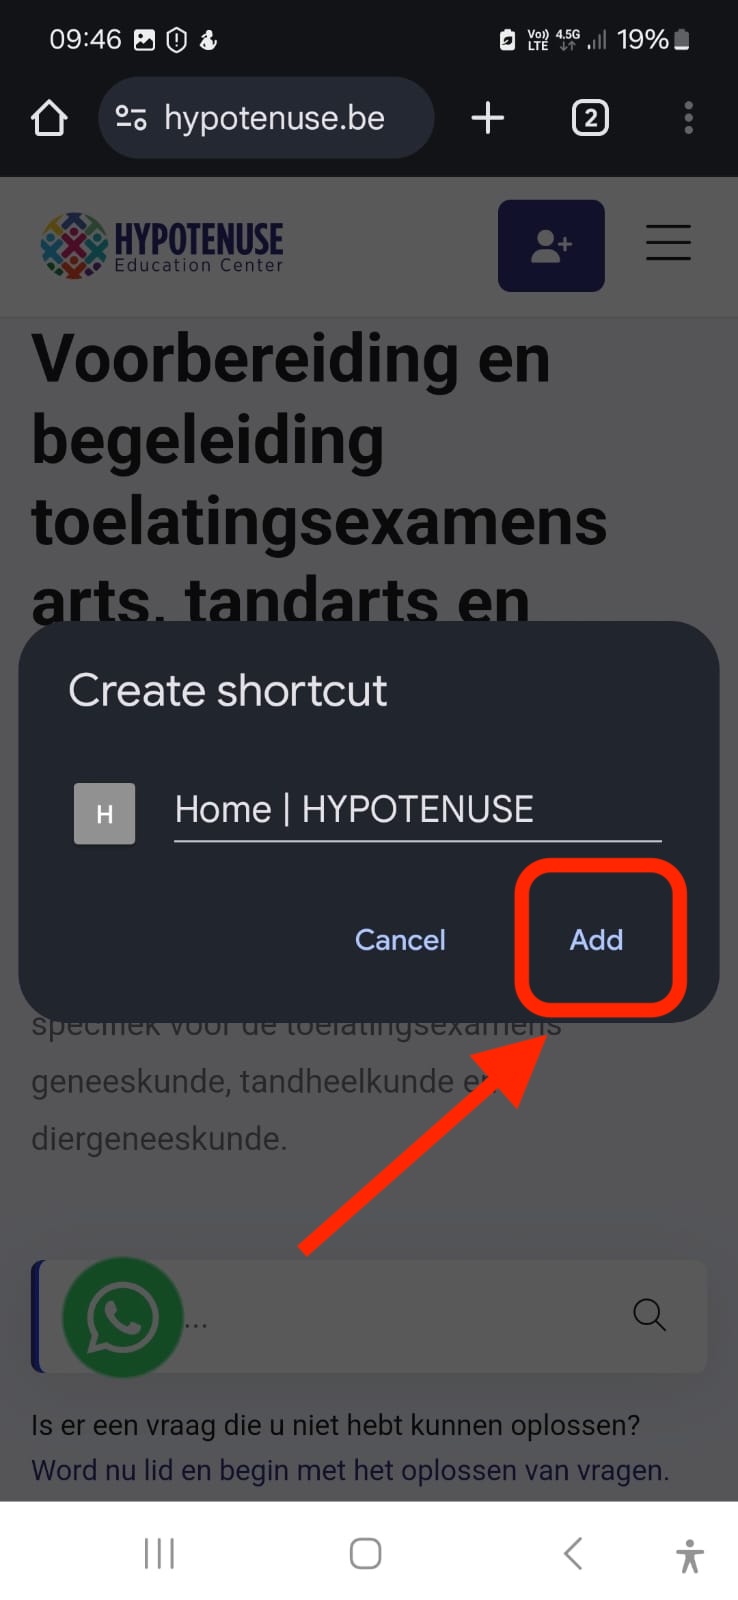 09:46 Vo)) LTE 4.5G 19%
hypotenuse.be 2
HYPOTENUSE
Education Center
Voorbereiding en
begeleiding
toelatingsexamens
arts, tandarts en
Create shortcut
H Home | HYPOTENUSE
Cancel Add
specifiek voor de toelatingsexamens
geneeskunde, tandheelkunde en
diergeneeskunde.
...
Is er een vraag die u niet hebt kunnen oplossen?
Word nu lid en begin met het oplossen van vragen.